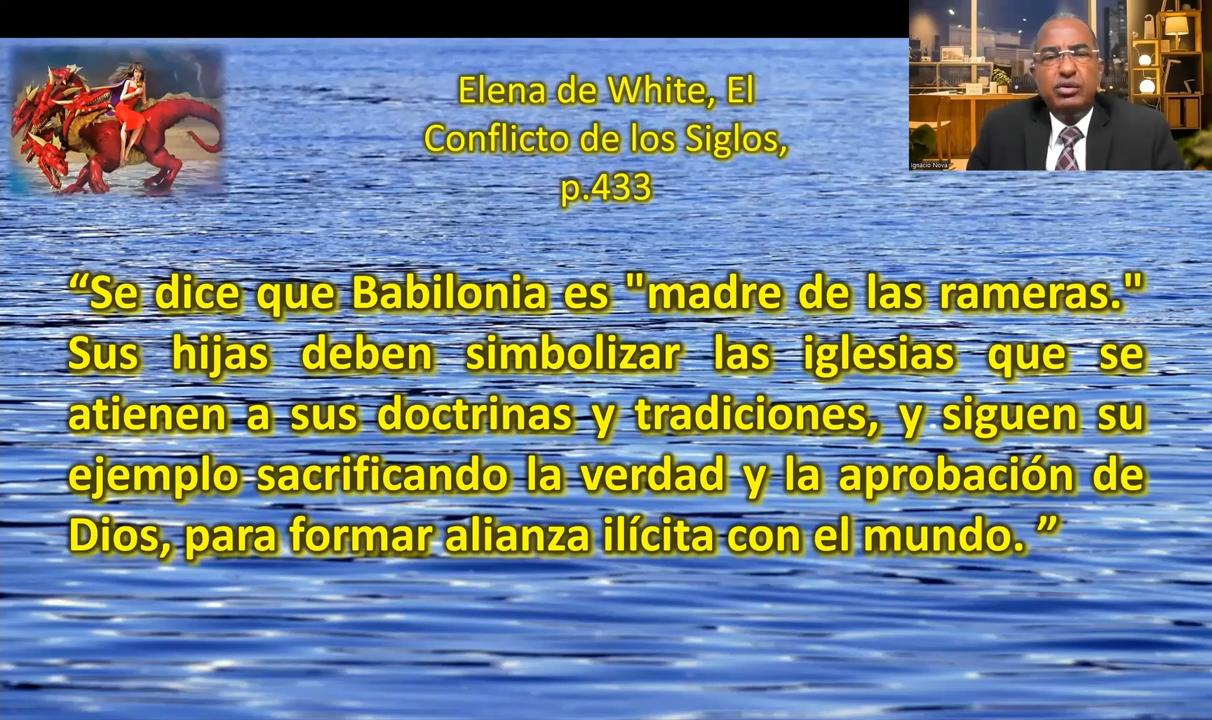 Elena de White, El
Conflicto de los Siglos,
p.433
Ignacio Nova
“Se dice que Babilonia es "madre de las rameras."
Sus hijas deben simbolizar las iglesias que se
atienen a sus doctrinas y tradiciones, y siguen su
ejemplo sacrificando la verdad y la aprobación de
Dios, para formar alianza ilícita con el mundo. ”